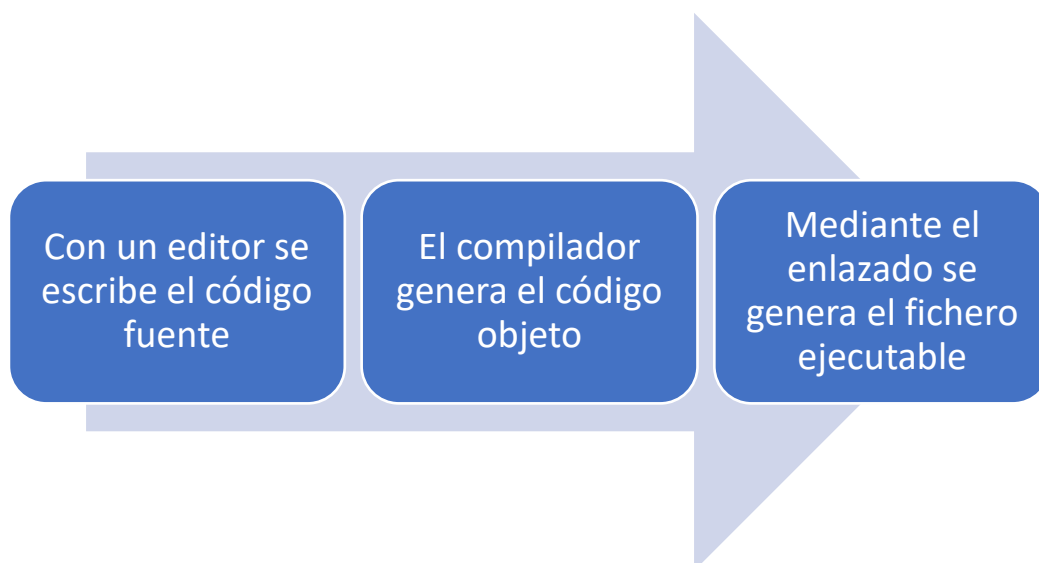 Con un editor se
escribe el código
fuente
El compilador
genera el código
objeto
Mediante el
enlazado se
genera el fichero
ejecutable